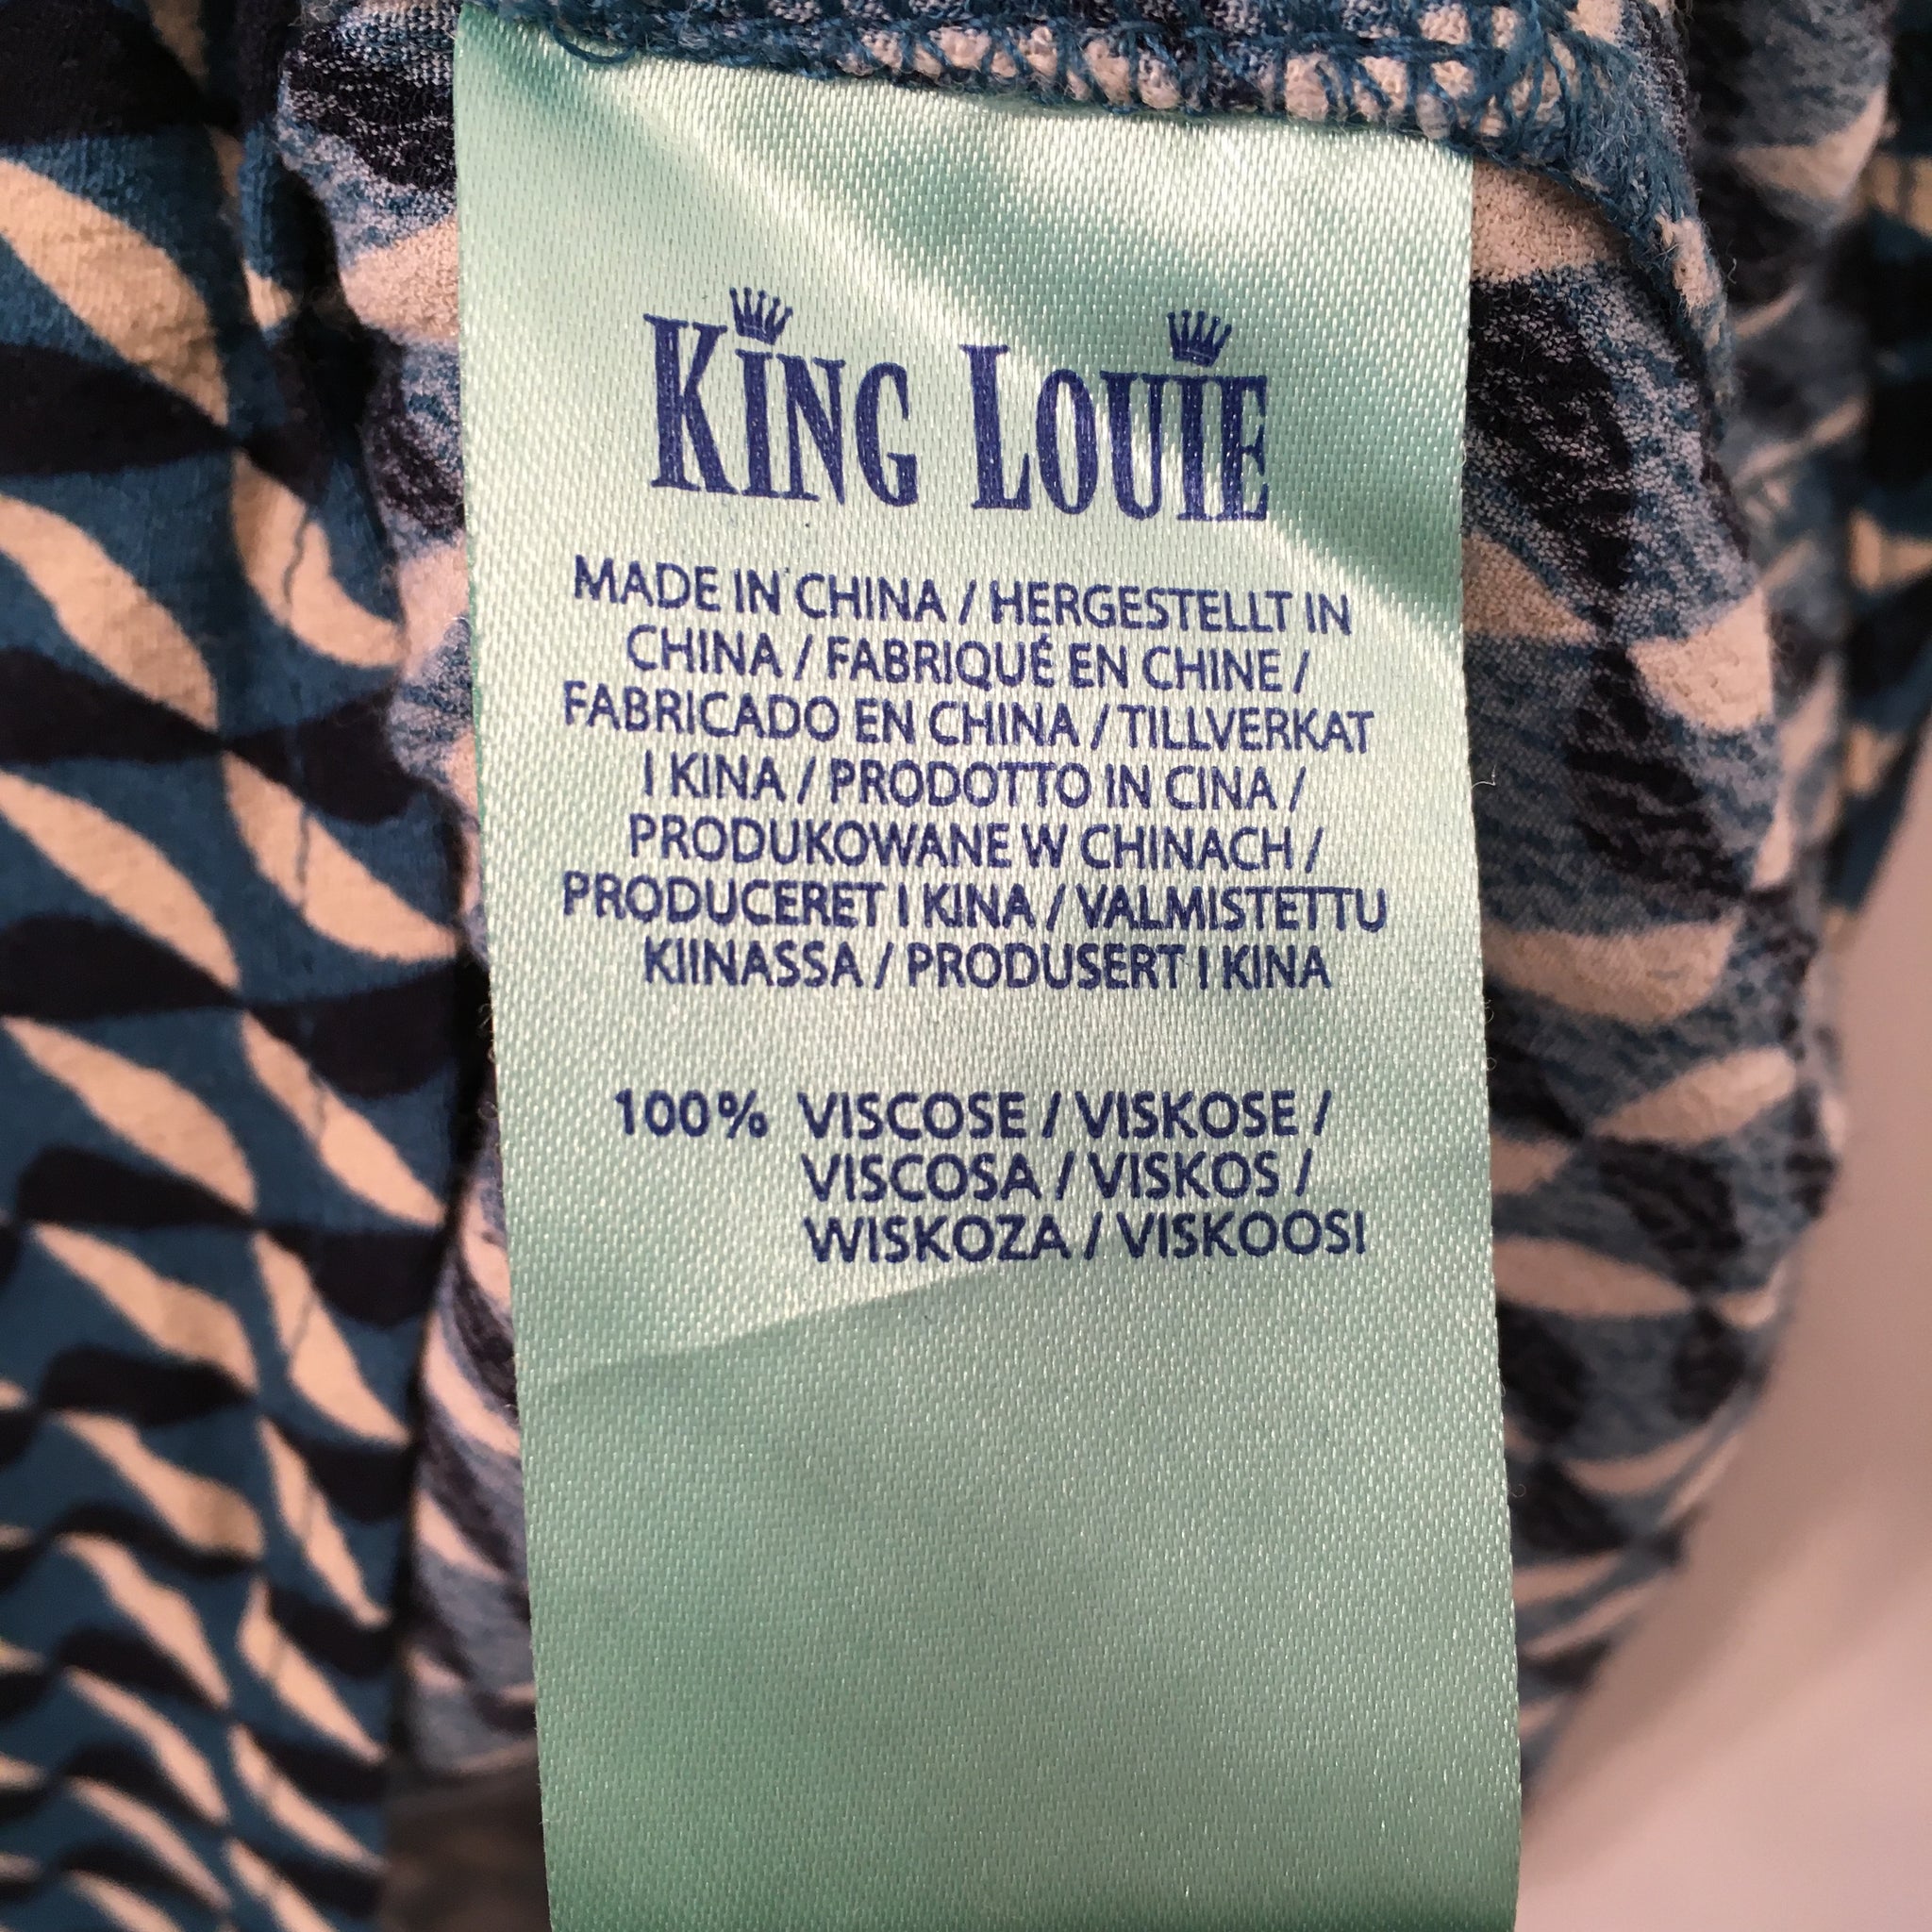 KING LOUIE
MADE IN CHINA / HERGESTELLT IN
CHINA / FABRIQUÉ EN CHINE /
FABRICADO EN CHINA / TILLVERKAT
I KINA / PRODOTTO IN CINA /
PRODUKOWANE W CHINACH /
PRODUCERET I KINA / VALMISTETTU
KIINASSA / PRODUSERT I KINA
100% VISCOSE / VISKOSE /
VISCOSA / VISKOS /
WISKOZA / VISKOOSI